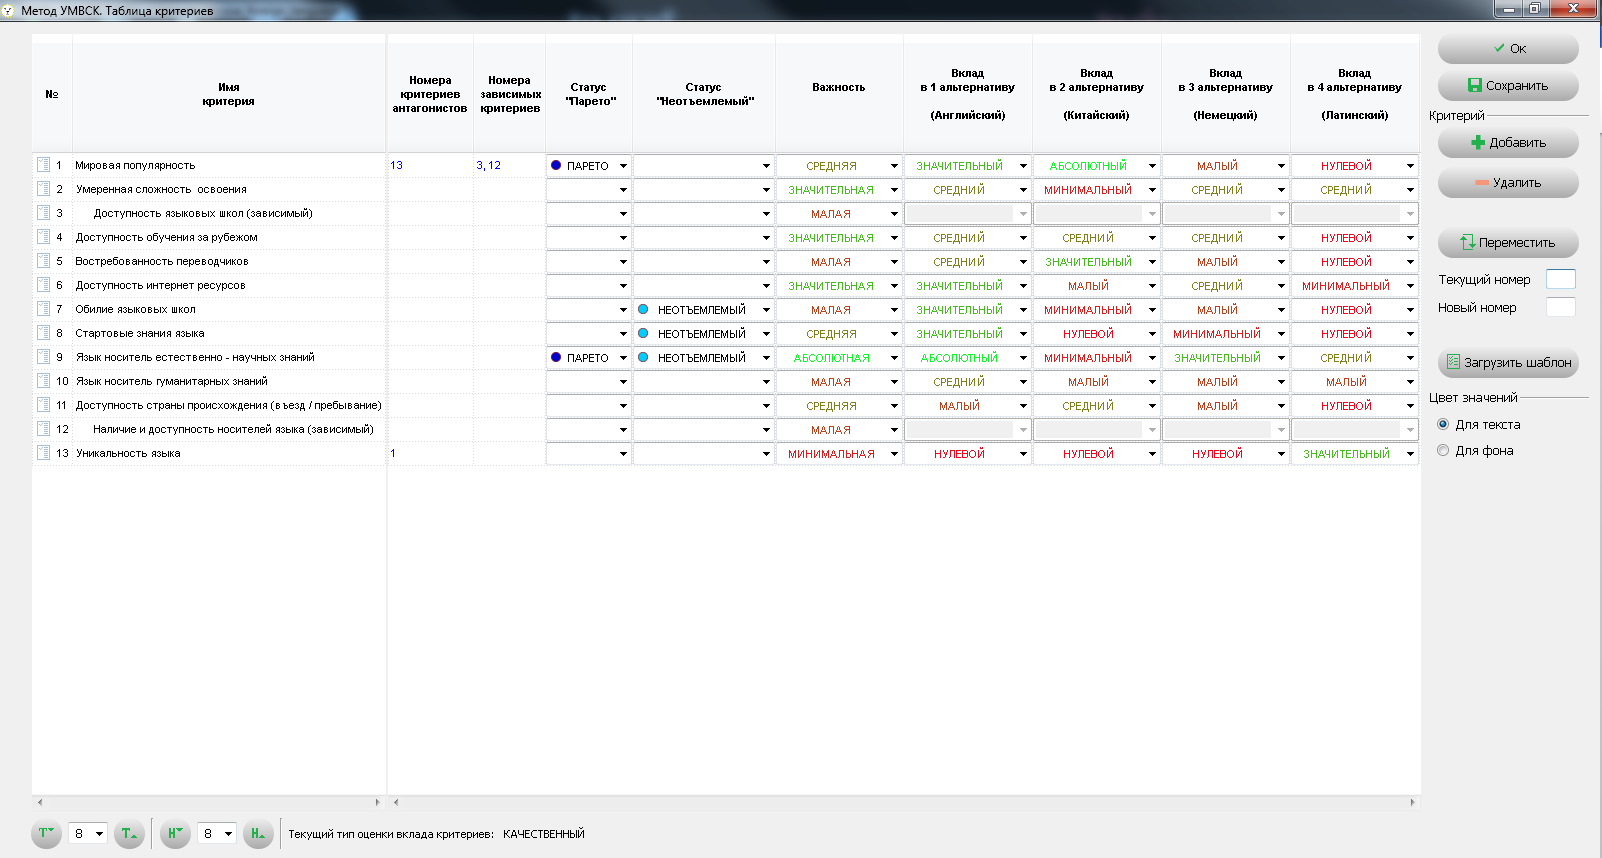 Метод УМВСК. Таблица критериев
№
Имя
критерия
Номера
критериев
антагонистов
Номера
зависимых
критериев
Статус
"Парето"
Статус
"Неотъемлемый"
Важность
Вклад
в 1 альтернативу
(Английский)
Вклад
в 2 альтернативу
(Китайский)
Вклад
в 3 альтернативу
(Немецкий)
Вклад
в 4 альтернативу
(Латинский)
1 Мировая популярность 13 3, 12 ПАРЕТО СРЕДНЯЯ ЗНАЧИТЕЛЬНЫЙ АБСОЛЮТНЫЙ МАЛЫЙ НУЛЕВОЙ
2 Умеренная сложность освоения ЗНАЧИТЕЛЬНАЯ СРЕДНИЙ МИНИМАЛЬНЫЙ СРЕДНИЙ СРЕДНИЙ
3 Доступность языковых школ (зависимый) МАЛАЯ
4 Доступность обучения за рубежом ЗНАЧИТЕЛЬНАЯ СРЕДНИЙ СРЕДНИЙ СРЕДНИЙ НУЛЕВОЙ
5 Востребованность переводчиков МАЛАЯ СРЕДНИЙ ЗНАЧИТЕЛЬНЫЙ МАЛЫЙ НУЛЕВОЙ
6 Доступность интернет ресурсов ЗНАЧИТЕЛЬНАЯ ЗНАЧИТЕЛЬНЫЙ МАЛЫЙ СРЕДНИЙ МИНИМАЛЬНЫЙ
7 Обилие языковых школ НЕОТЪЕМЛЕМЫЙ МАЛАЯ ЗНАЧИТЕЛЬНЫЙ МИНИМАЛЬНЫЙ МАЛЫЙ НУЛЕВОЙ
8 Стартовые знания языка НЕОТЪЕМЛЕМЫЙ СРЕДНЯЯ ЗНАЧИТЕЛЬНЫЙ НУЛЕВОЙ МИНИМАЛЬНЫЙ НУЛЕВОЙ
9 Язык носитель естественно - научных знаний ПАРЕТО НЕОТЪЕМЛЕМЫЙ АБСОЛЮТНАЯ АБСОЛЮТНЫЙ МИНИМАЛЬНЫЙ ЗНАЧИТЕЛЬНЫЙ СРЕДНИЙ
10 Язык носитель гуманитарных знаний МАЛАЯ СРЕДНИЙ МАЛЫЙ МАЛЫЙ МАЛЫЙ
11 Доступность страны происхождения (въезд / пребывание) СРЕДНЯЯ МАЛЫЙ СРЕДНИЙ МАЛЫЙ НУЛЕВОЙ
12 Наличие и доступность носителей языка (зависимый) МАЛАЯ
13 Уникальность языка 1 МИНИМАЛЬНАЯ НУЛЕВОЙ НУЛЕВОЙ НУЛЕВОЙ ЗНАЧИТЕЛЬНЫЙ
Ок
Сохранить
Критерий
Добавить
Удалить
Переместить
Текущий номер
Новый номер
Загрузить шаблон
Цвет значений
Для текста
Для фона
Т 8 Т Н 8 Н Текущий тип оценки вклада критериев: КАЧЕСТВЕННЫЙ